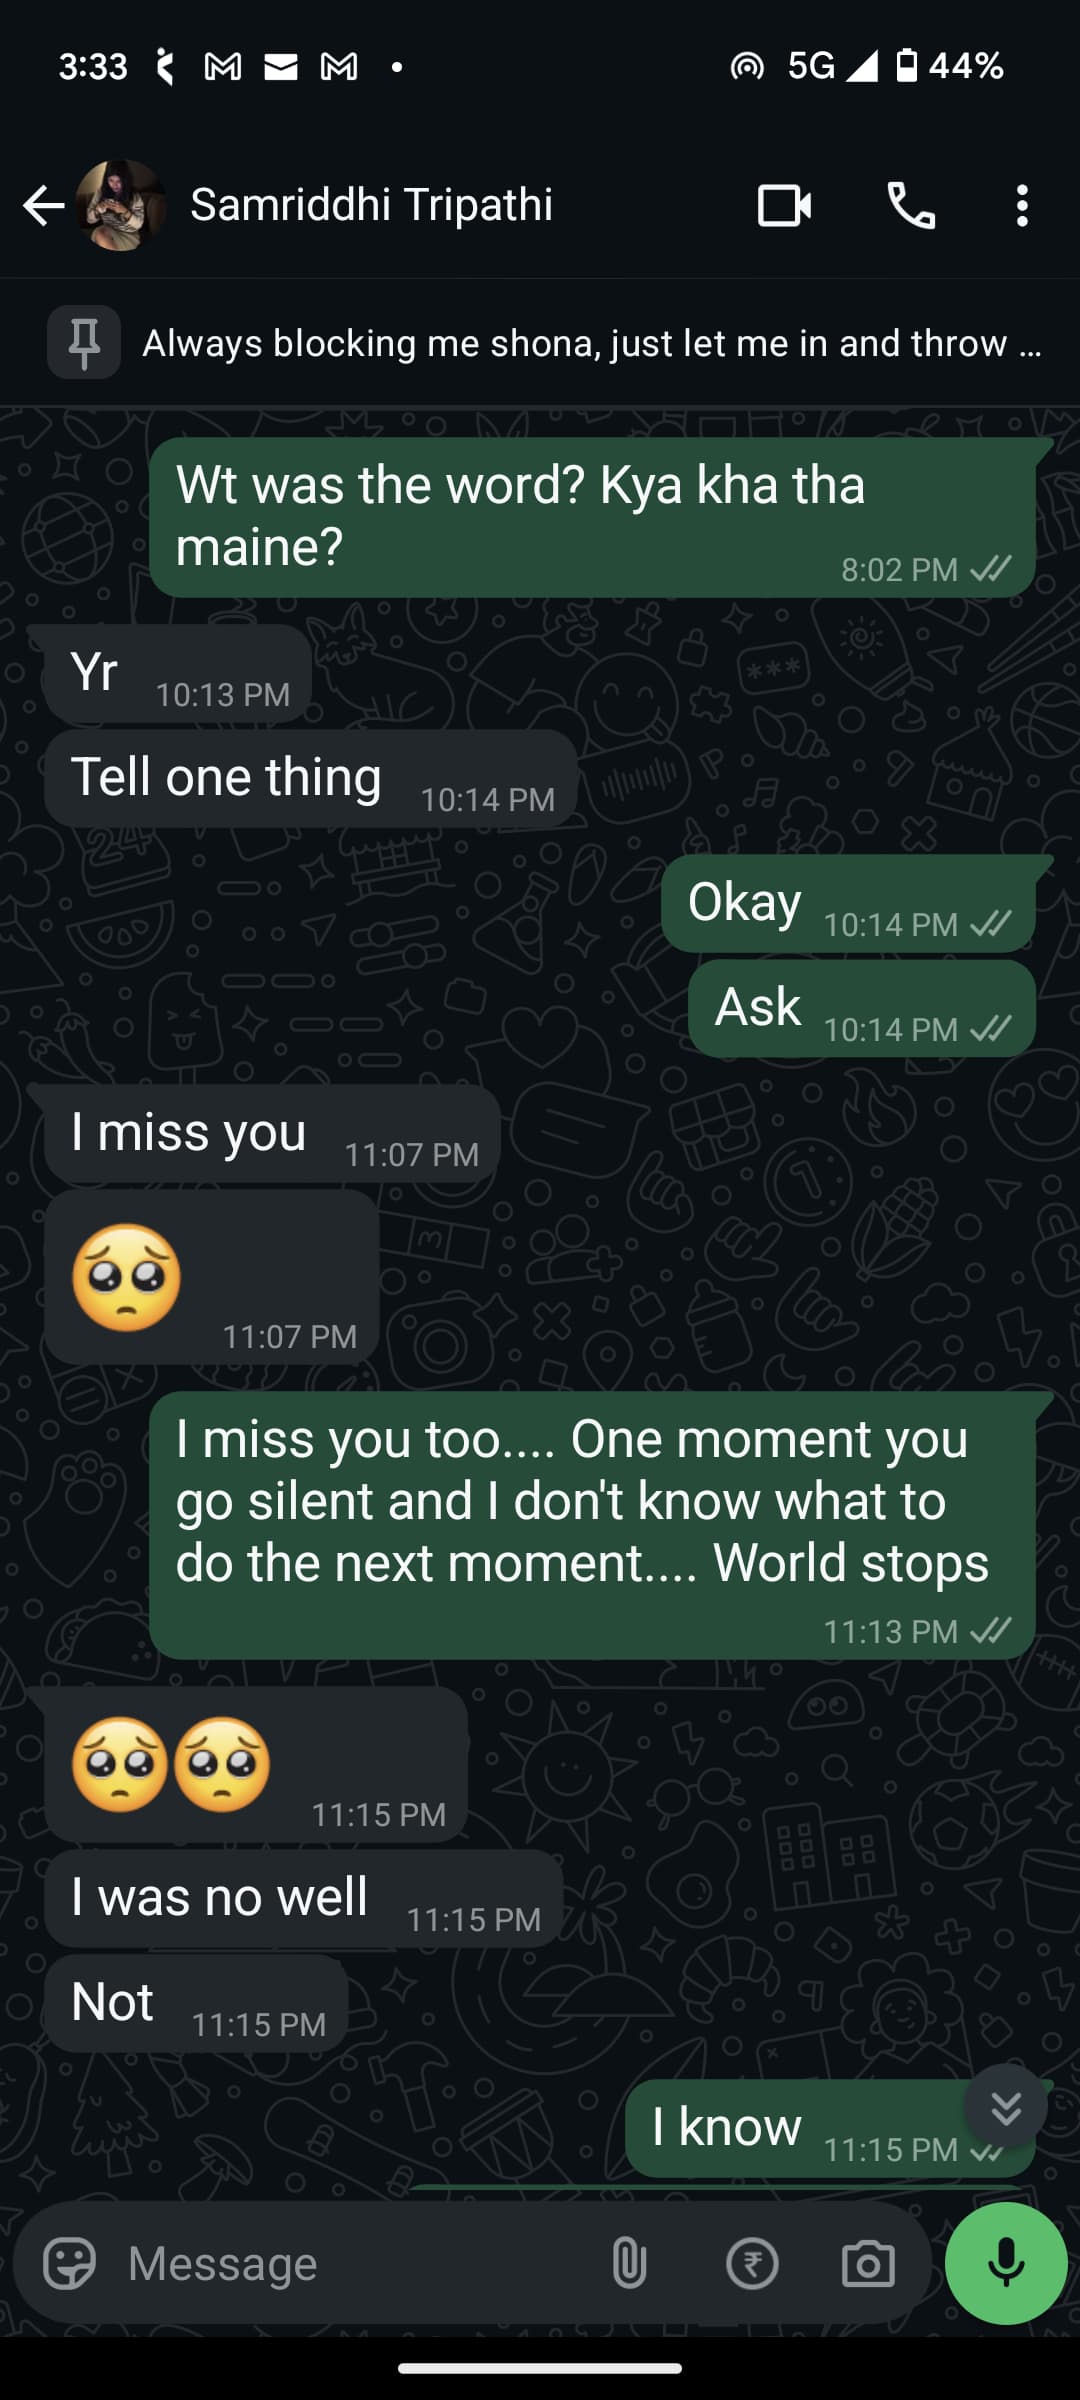 3:33 5G 44%
Samriddhi Tripathi
Always blocking me shona, just let me in and throw ...
Wt was the word? Kya kha tha
maine?
8:02 PM
Yr 10:13 PM
Tell one thing 10:14 PM
Okay 10:14 PM
Ask 10:14 PM
I miss you 11:07 PM
11:07 PM
I miss you too.... One moment you
go silent and I don't know what to
do the next moment.... World stops
11:13 PM
11:15 PM
I was no well 11:15 PM
Not 11:15 PM
I know 11:15 PM
Message